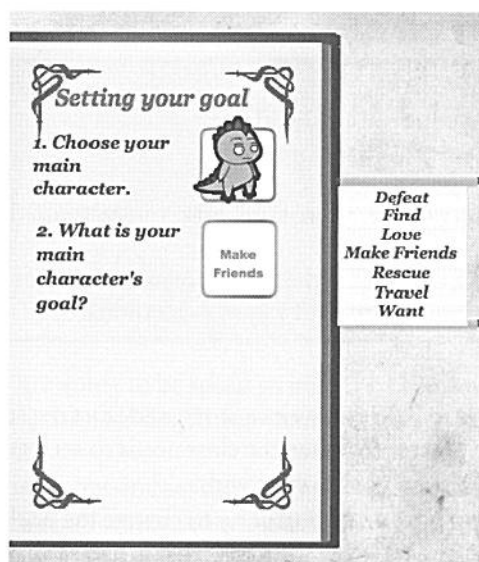 Setting your goal
1. Choose your
main
character.
2. What is your
main
character's
goal?
Make
Friends
Defeat
Find
Love
Make Friends
Rescue
Travel
Want